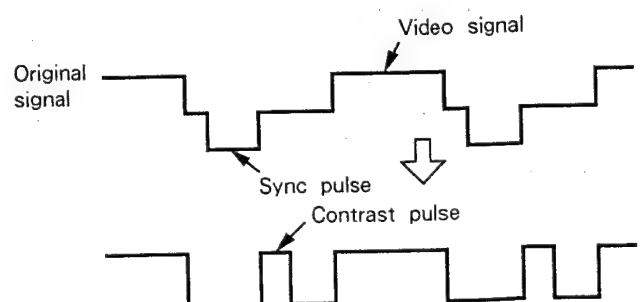 Video signal
Original
signal
Sync pulse
Contrast pulse